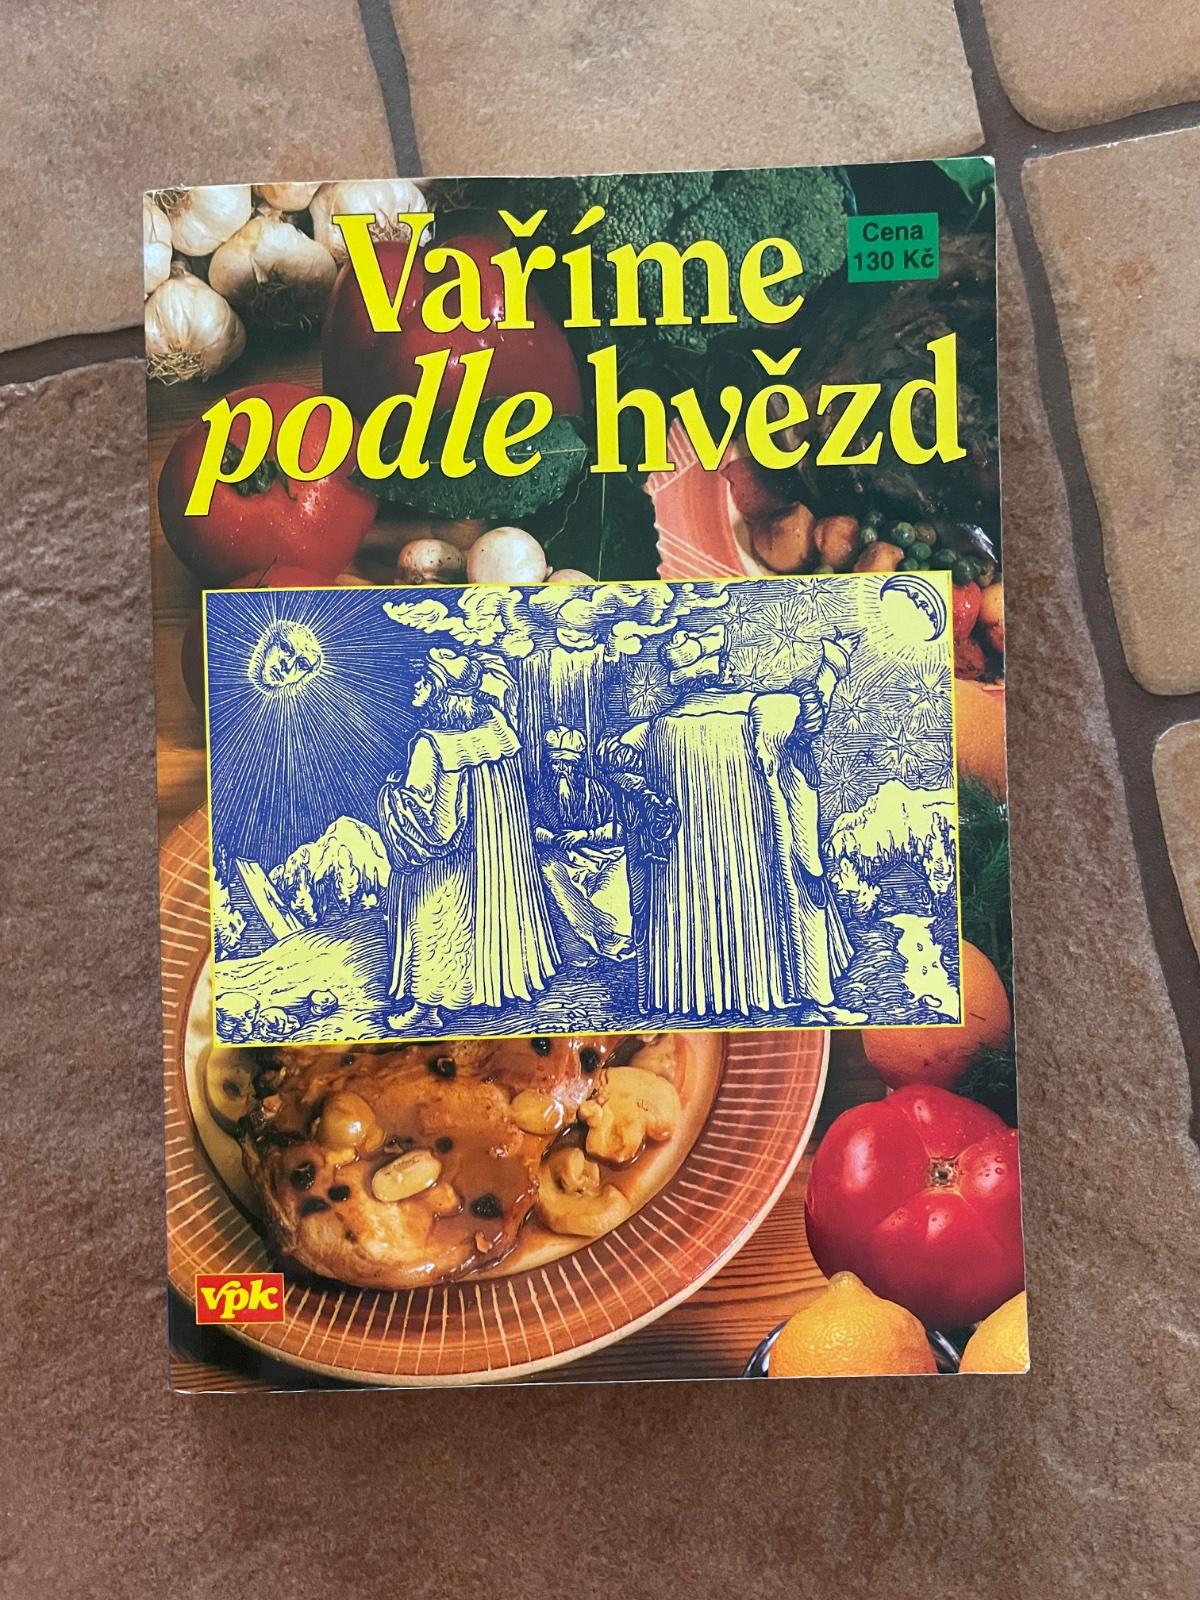 Vaříme
podle hvězd
Cena
130 Kč
vpk